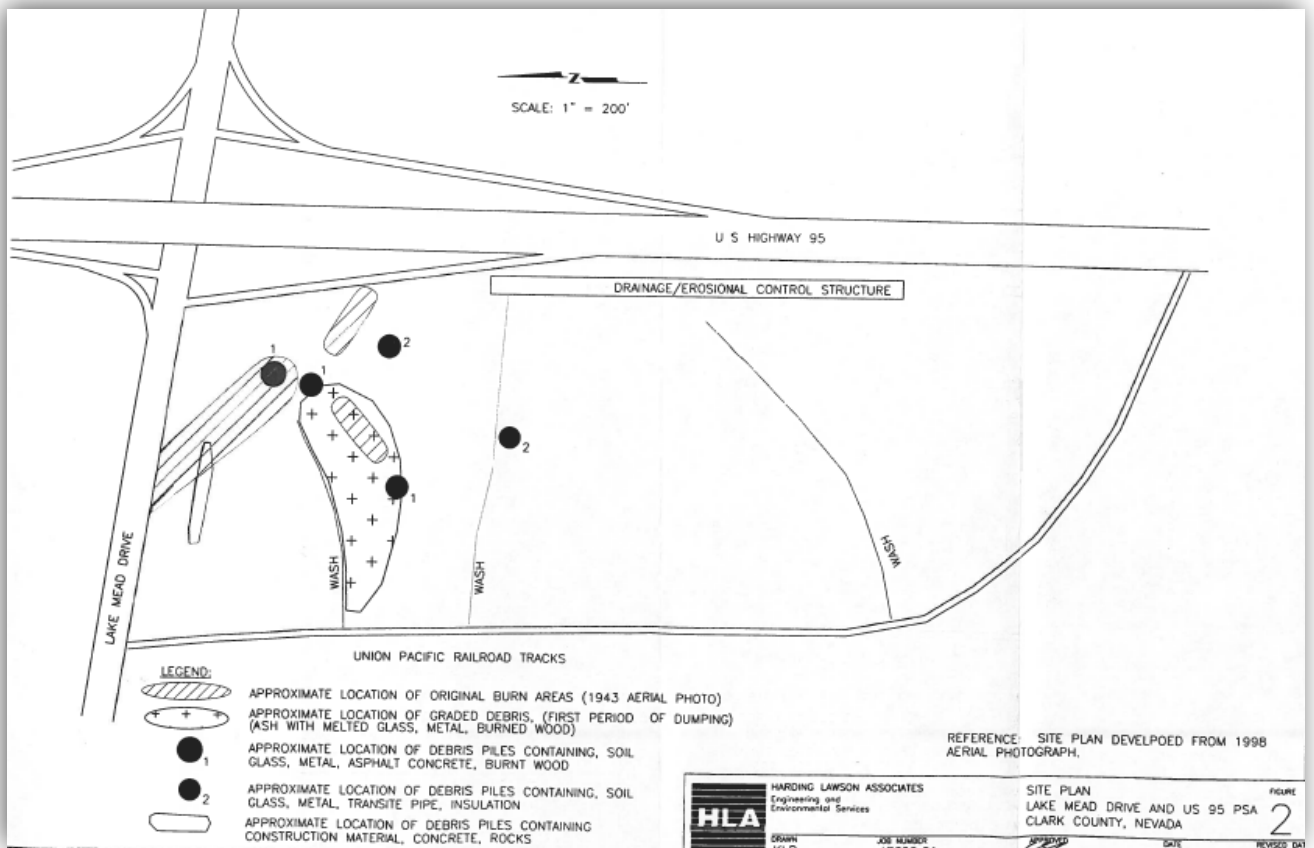 Z
SCALE: 1" = 200'
U S HIGHWAY 95
DRAINAGE/EROSIONAL CONTROL STRUCTURE
1
2
1
2
1
LAKE MEAD DRIVE
WASH
WASH
WASH
UNION PACIFIC RAILROAD TRACKS
LEGEND:
APPROXIMATE LOCATION OF ORIGINAL BURN AREAS (1943 AERIAL PHOTO)
APPROXIMATE LOCATION OF GRADED DEBRIS, (FIRST PERIOD OF DUMPING)
(ASH WITH MELTED GLASS, METAL, BURNED WOOD)
1
APPROXIMATE LOCATION OF DEBRIS PILES CONTAINING, SOIL
GLASS, METAL, ASPHALT CONCRETE, BURNT WOOD
2
APPROXIMATE LOCATION OF DEBRIS PILES CONTAINING, SOIL
GLASS, METAL, TRANSITE PIPE, INSULATION
APPROXIMATE LOCATION OF DEBRIS PILES CONTAINING
CONSTRUCTION MATERIAL, CONCRETE, ROCKS
REFERENCE: SITE PLAN DEVELPOED FROM 1998
AERIAL PHOTOGRAPH.
HLA
HARDING LAWSON ASSOCIATES
Engineering and
Environmental Services
SITE PLAN
LAKE MEAD DRIVE AND US 95 PSA
CLARK COUNTY, NEVADA
FIGURE
2
DRAWN
JOB NUMBER
APPROVED
DATE
REVISED DATE